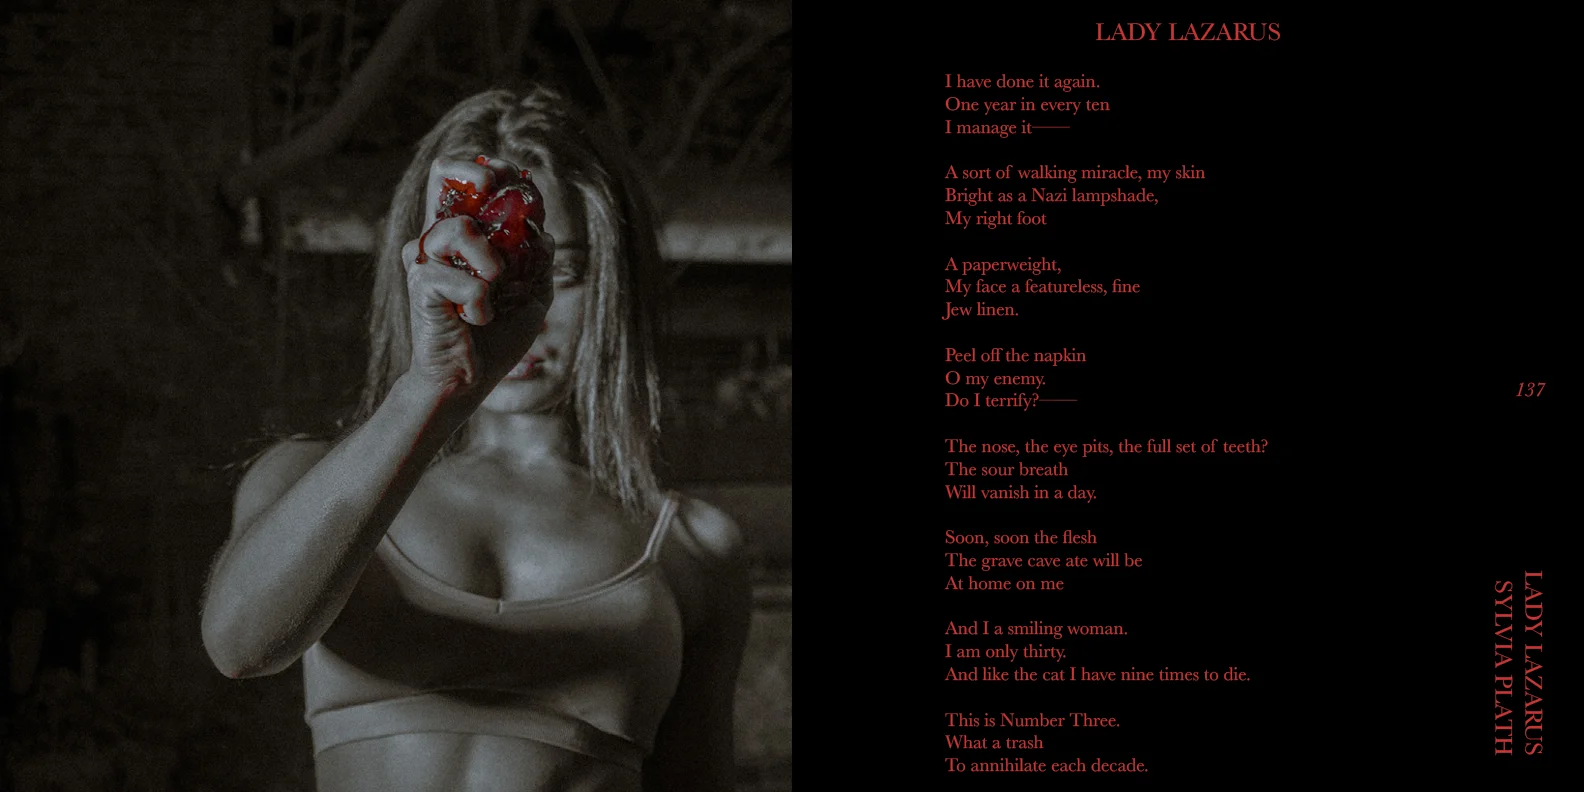 LADY LAZARUS
I have done it again.
One year in every ten
I manage it——
A sort of walking miracle, my skin
Bright as a Nazi lampshade,
My right foot
A paperweight,
My face a featureless, fine
Jew linen.
Peel off the napkin
O my enemy.
Do I terrify?——
The nose, the eye pits, the full set of teeth?
The sour breath
Will vanish in a day.
Soon, soon the flesh
The grave cave ate will be
At home on me
And I a smiling woman.
I am only thirty.
And like the cat I have nine times to die.
This is Number Three.
What a trash
To annihilate each decade.
137
LADY LAZARUS
SYLVIA PLATH